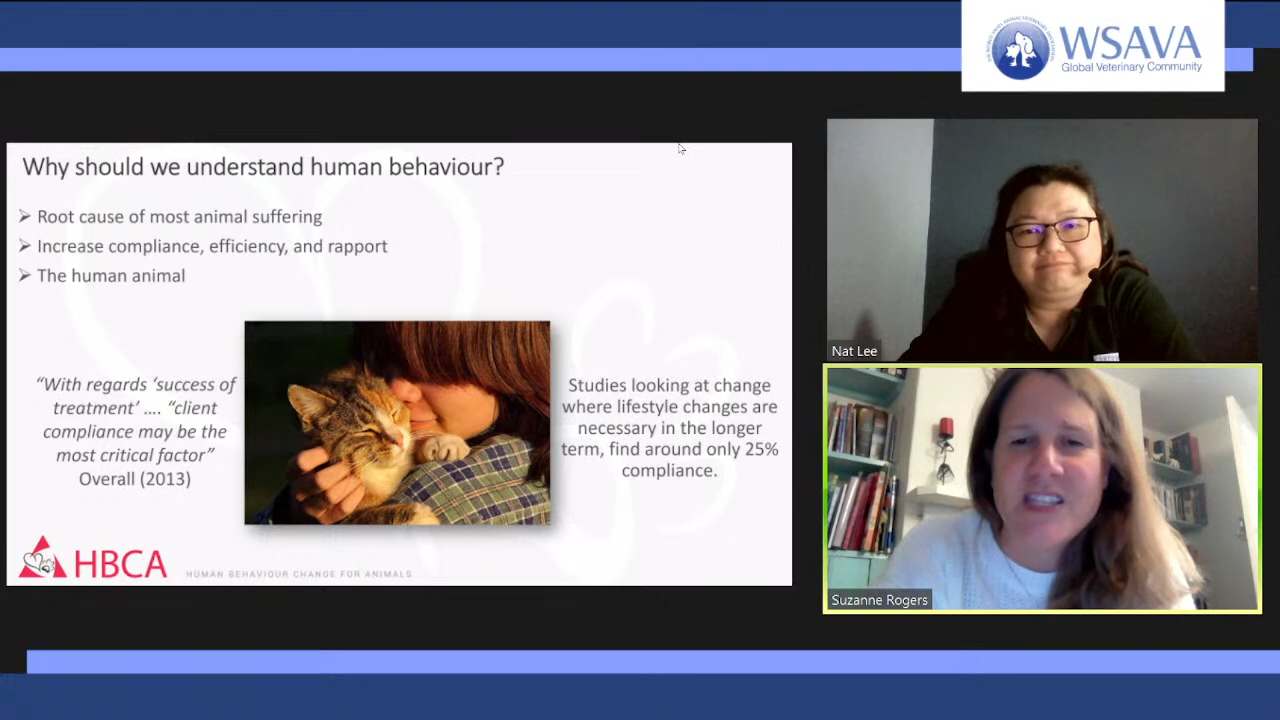 WSAVA
Global Veterinary Community
Why should we understand human behaviour?
Root cause of most animal suffering
Increase compliance, efficiency, and rapport
The human animal
“With regards ‘success of
treatment’ …. “client
compliance may be the
most critical factor”
Overall (2013)
Studies looking at change
where lifestyle changes are
necessary in the longer
term, find around only 25%
compliance.
HBCA
HUMAN BEHAVIOUR CHANGE FOR ANIMALS
Nat Lee
Suzanne Rogers